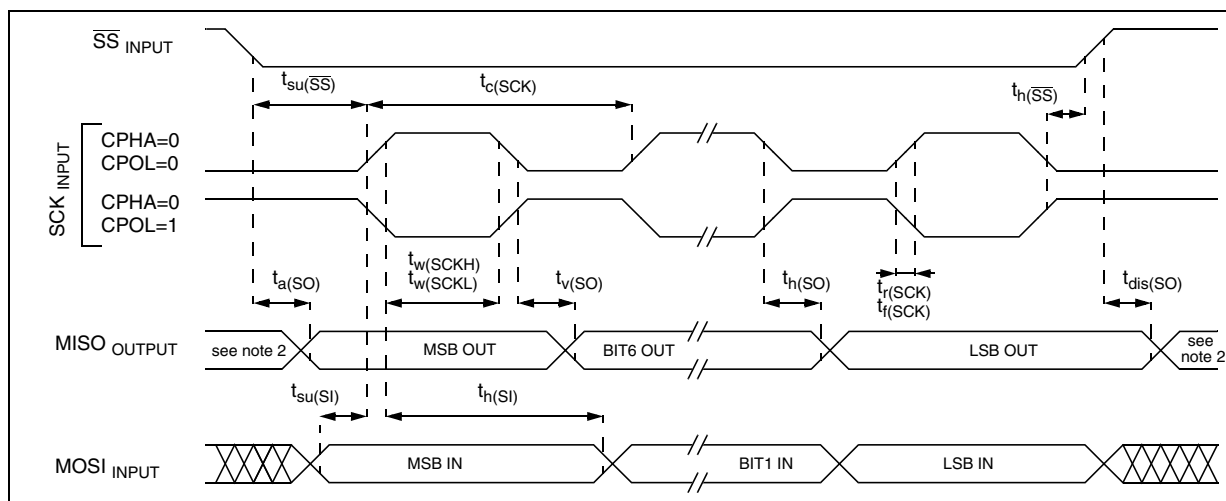 SS INPUT
tsu(SS)
tc(SCK)
th(SS)
SCK INPUT
CPHA=0
CPOL=0
CPHA=0
CPOL=1
ta(SO)
tw(SCKH)
tw(SCKL)
tv(SO)
th(SO)
tr(SCK)
tf(SCK)
tdis(SO)
MISO OUTPUT
see note 2
MSB OUT
BIT6 OUT
LSB OUT
see
note 2
tsu(SI)
th(SI)
MOSI INPUT
MSB IN
BIT1 IN
LSB IN